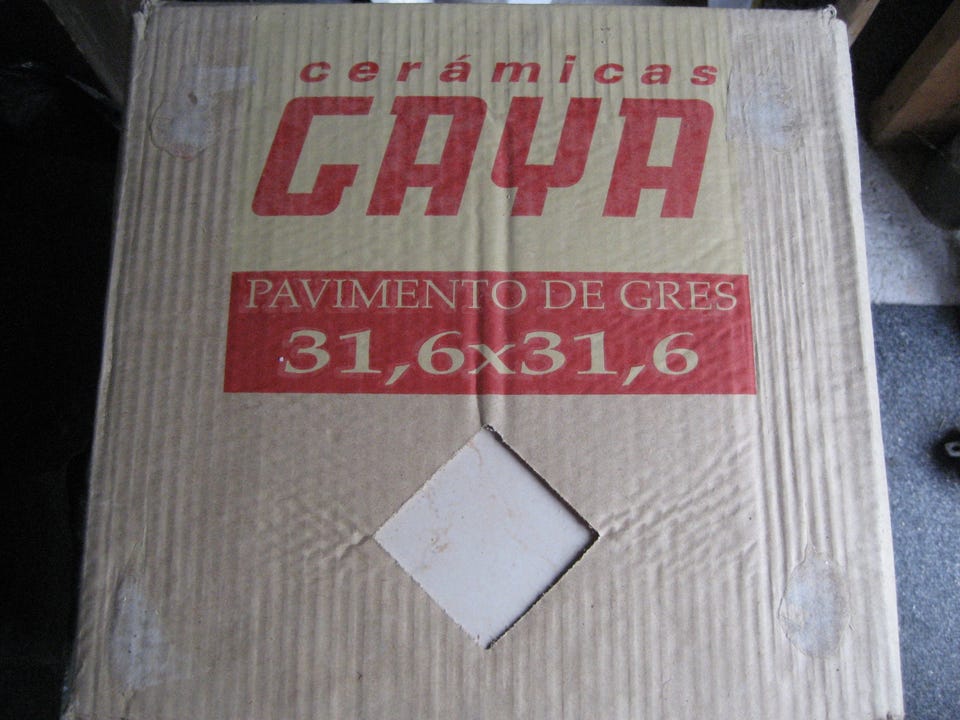 cerámicas
GAYA
PAVIMENTO DE GRES
31,6x31,6